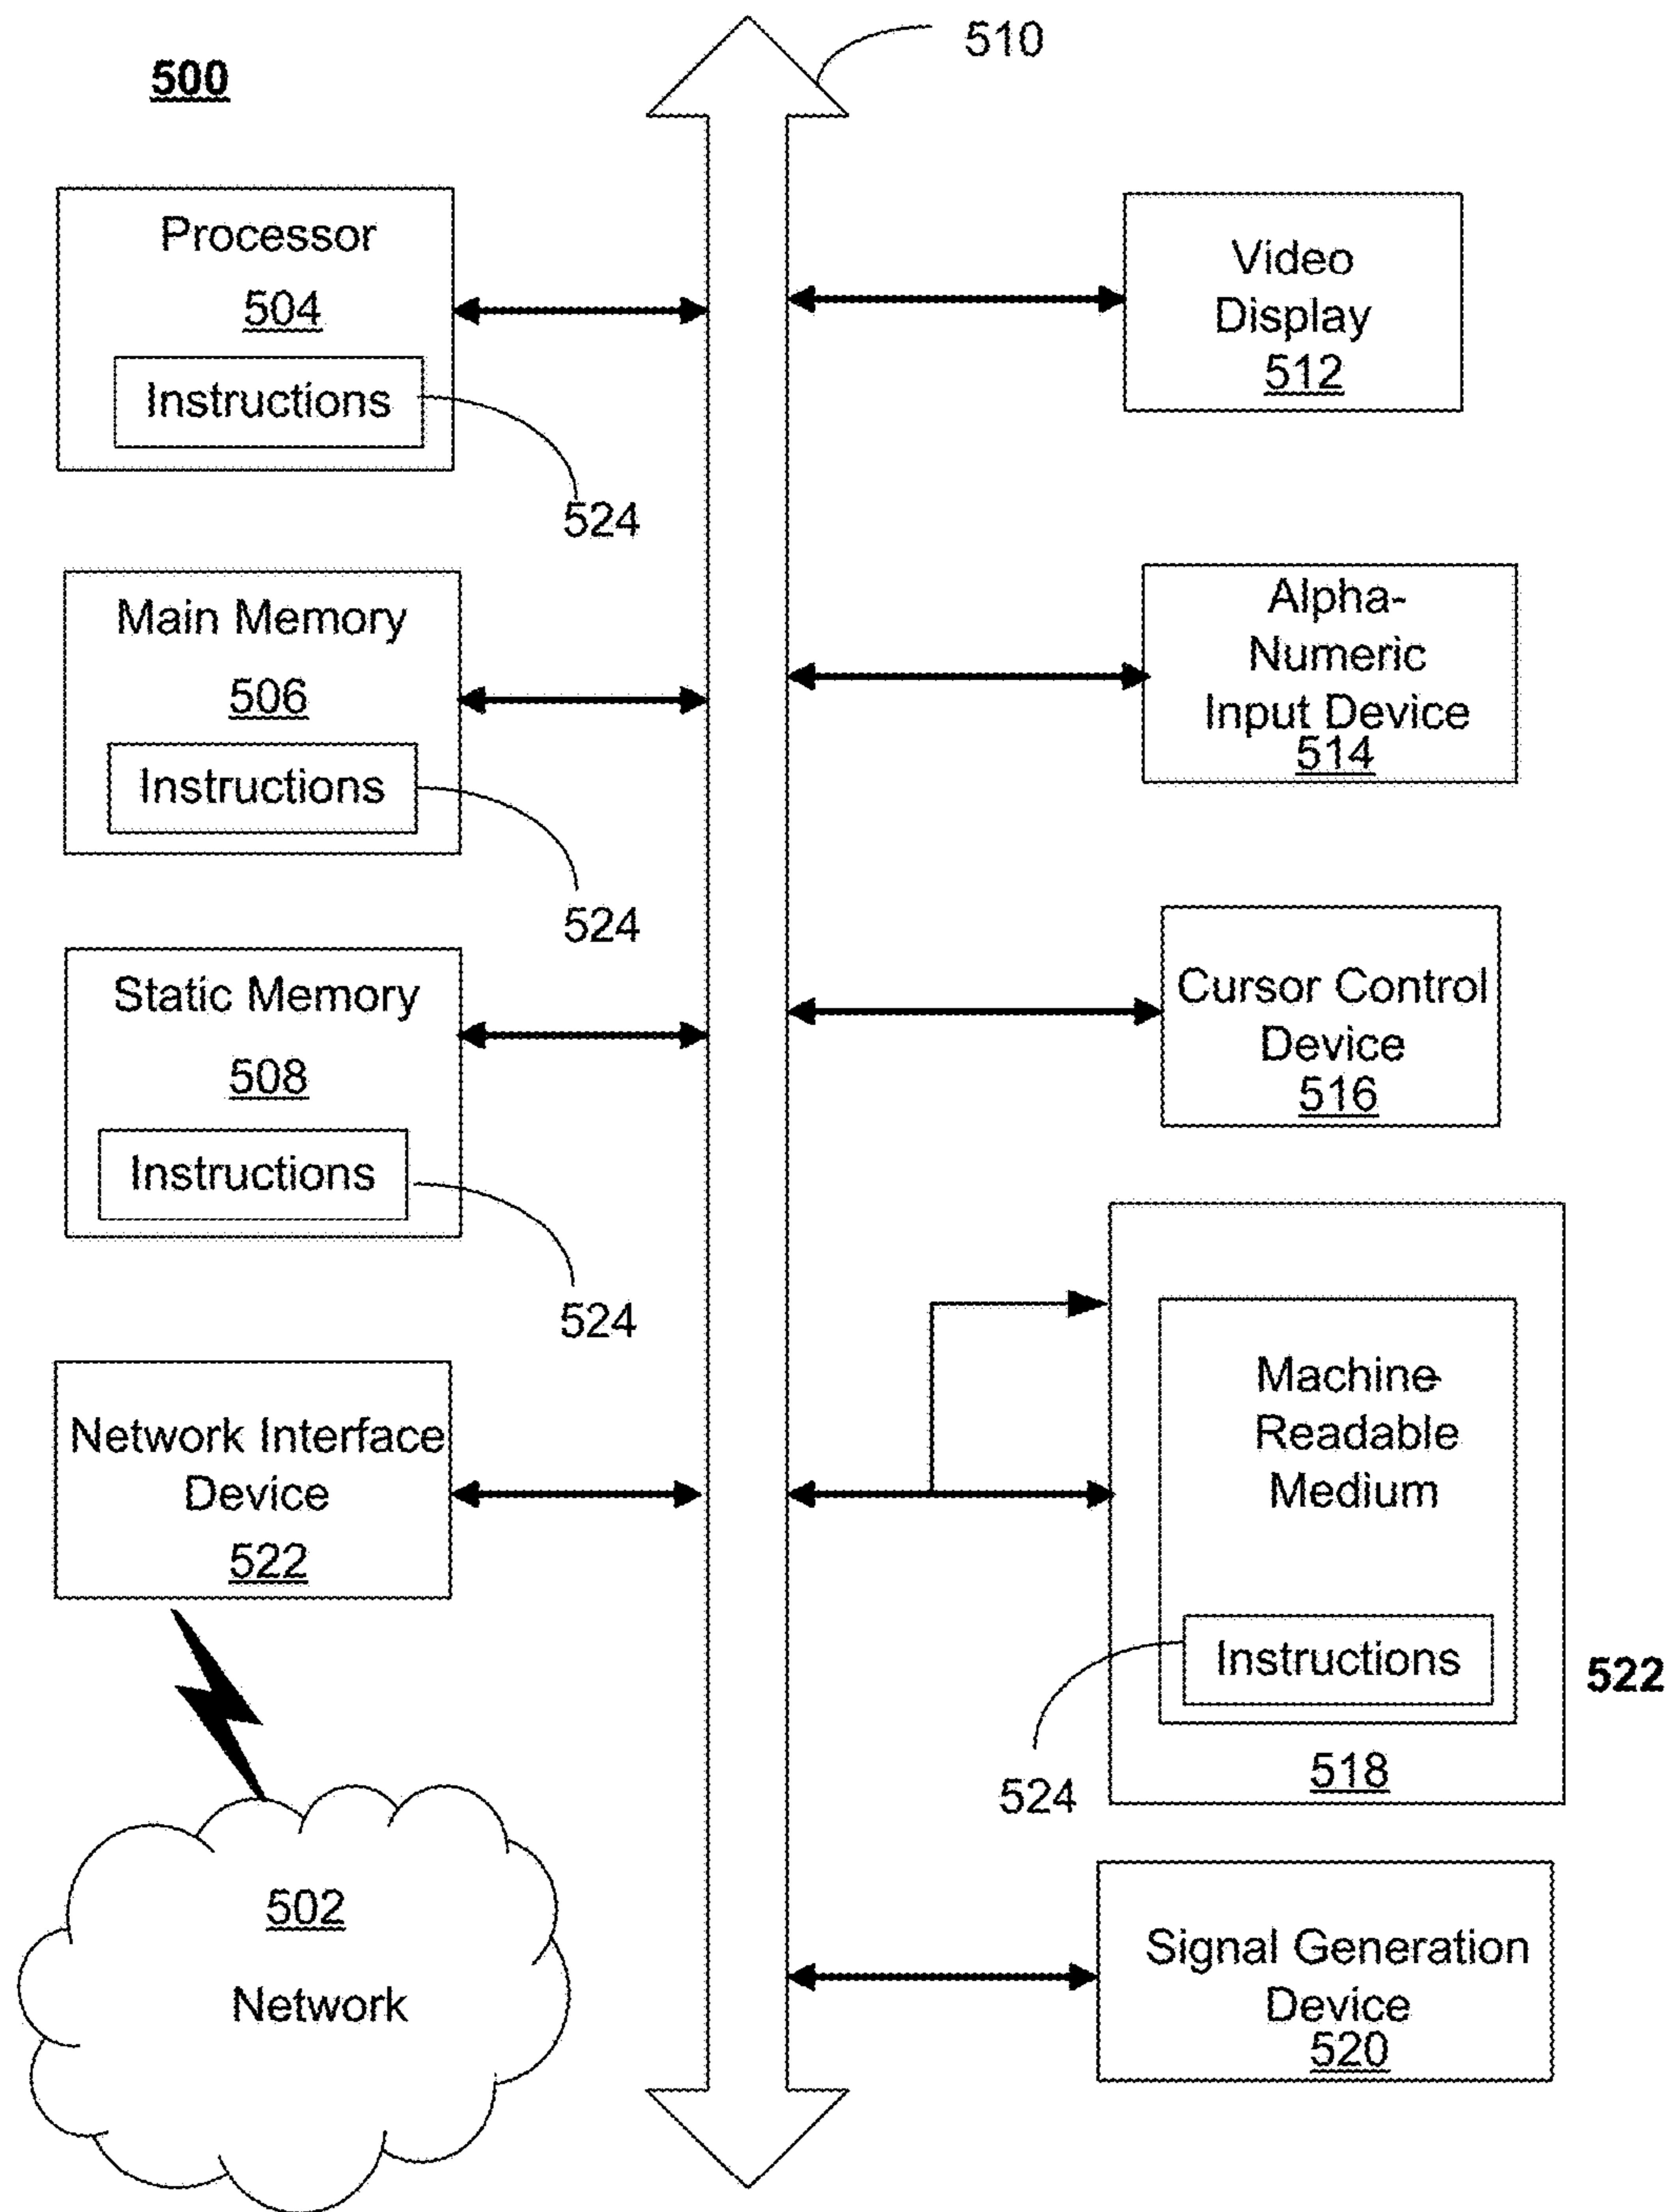 500
510
Processor
504
Instructions
524
Main Memory
506
Instructions
524
Static Memory
508
Instructions
524
Network Interface
Device
522
502
Network
Video
Display
512
Alpha-
Numeric
Input Device
514
Cursor Control
Device
516
Machine-
Readable
Medium
Instructions
522
524
518
Signal Generation
Device
520